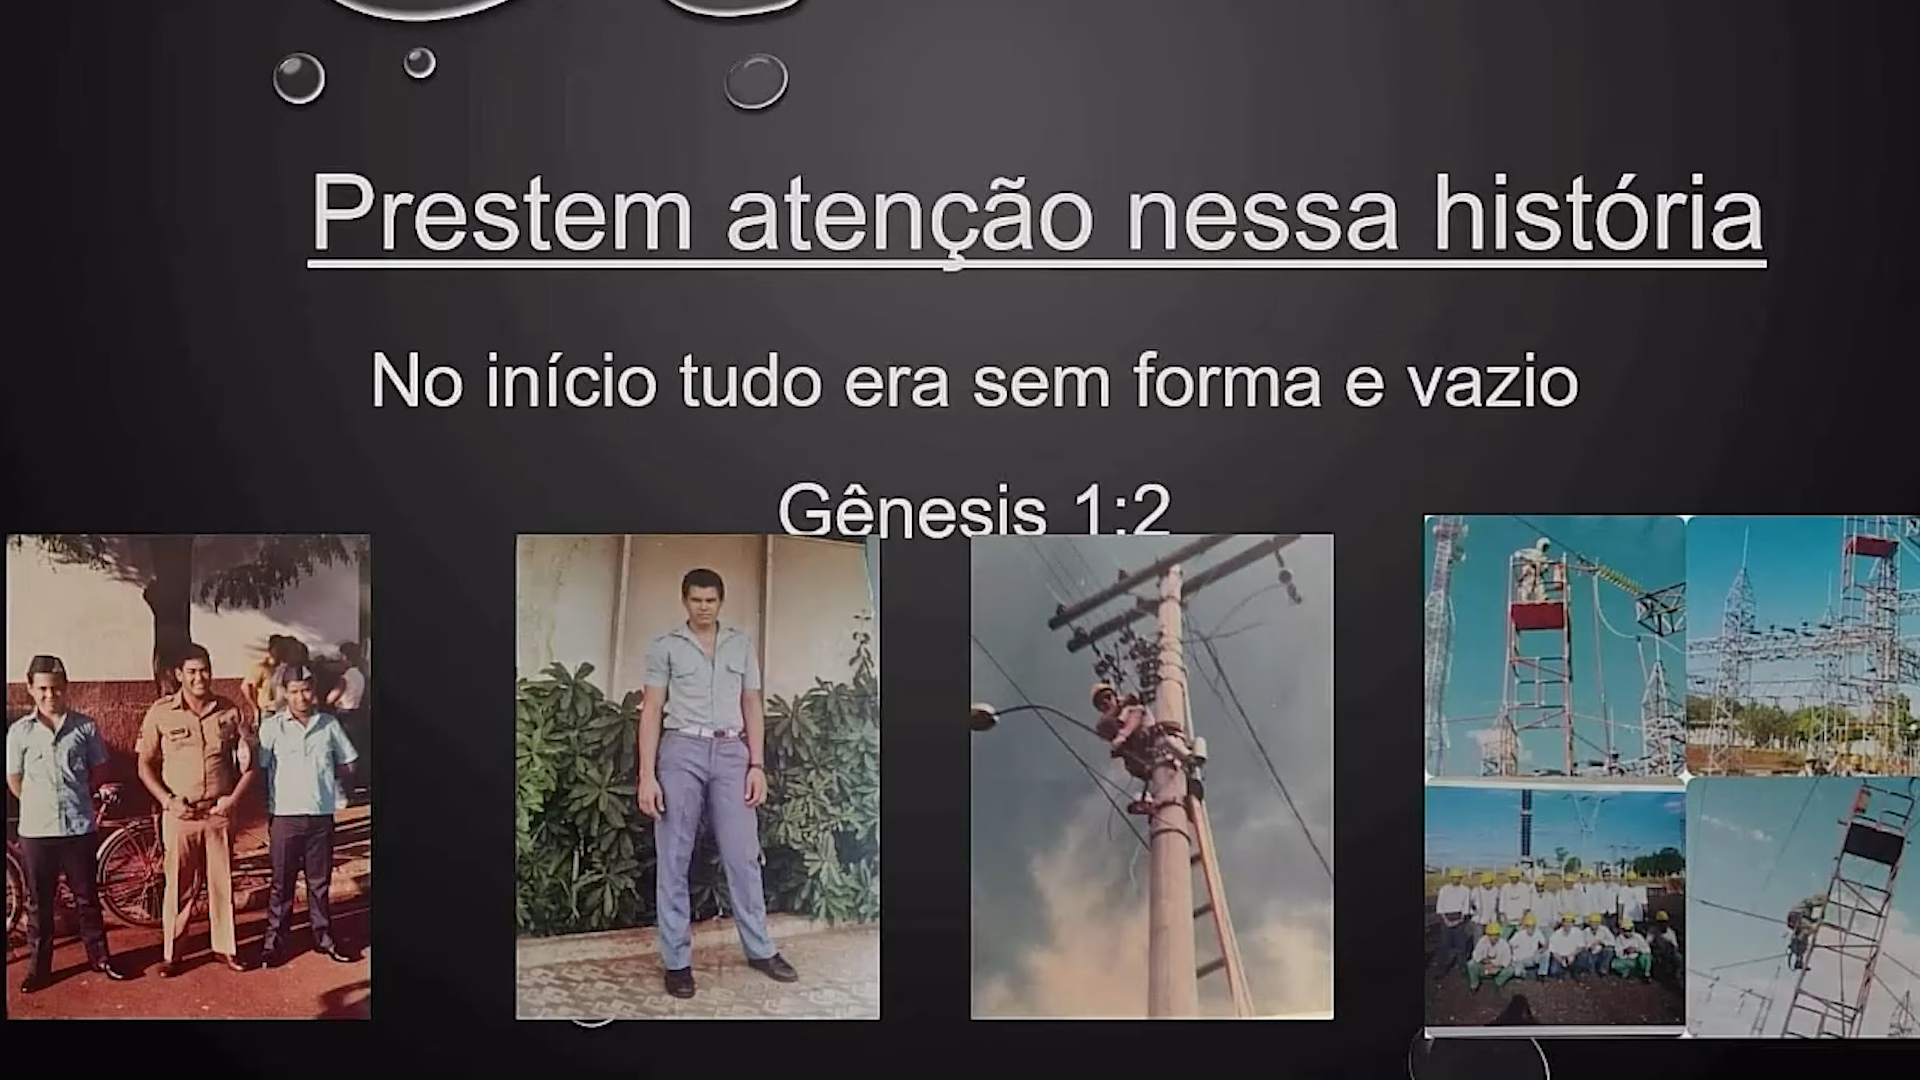 Prestem atenção nessa história
No início tudo era sem forma e vazio
Gênesis 1:2